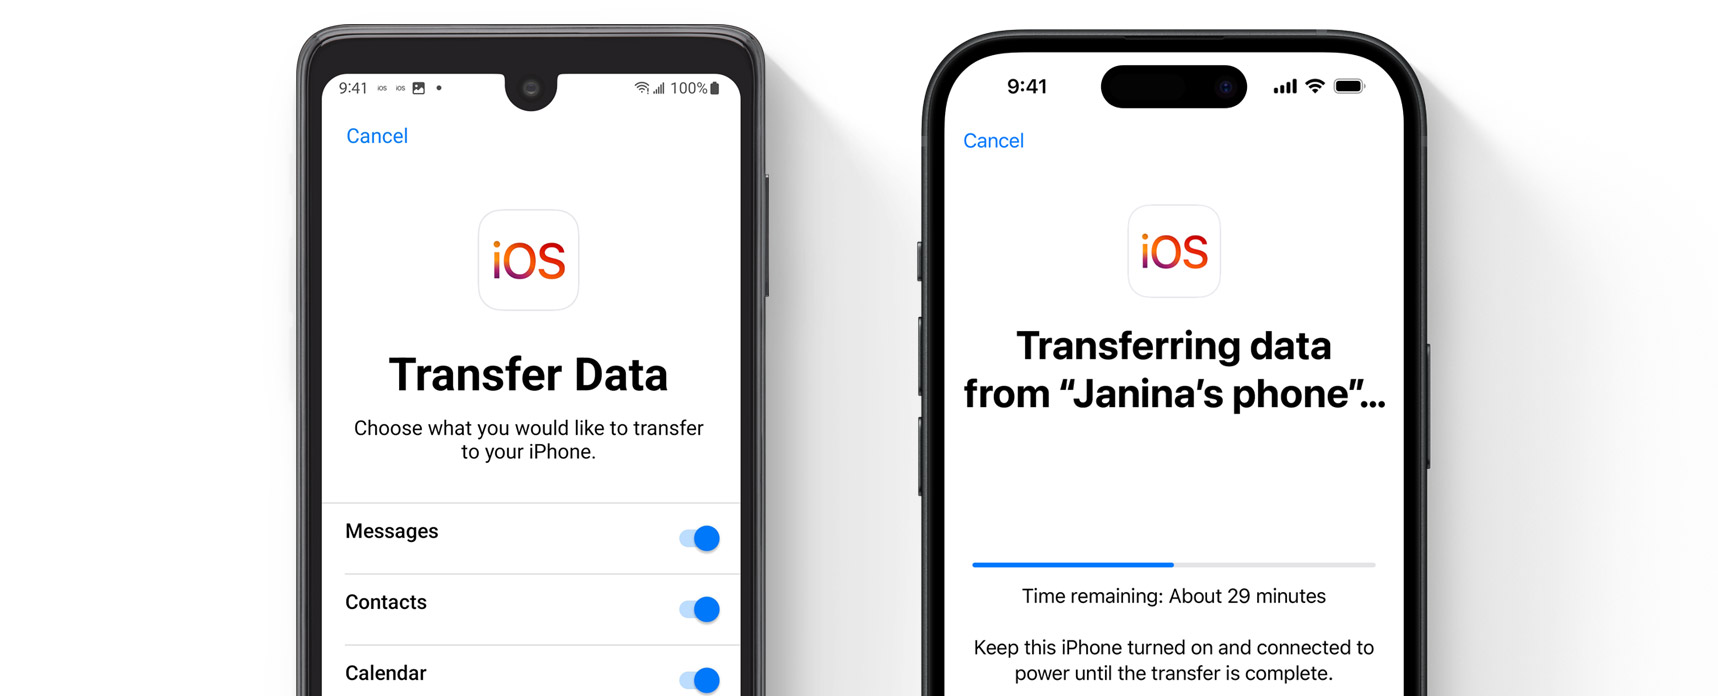 9:41 iOS iOS 100%
Cancel
iOS
Transfer Data
Choose what you would like to transfer
to your iPhone.
Messages
Contacts
Calendar
9:41
Cancel
iOS
Transferring data
from “Janina’s phone”...
Time remaining: About 29 minutes
Keep this iPhone turned on and connected to
power until the transfer is complete.